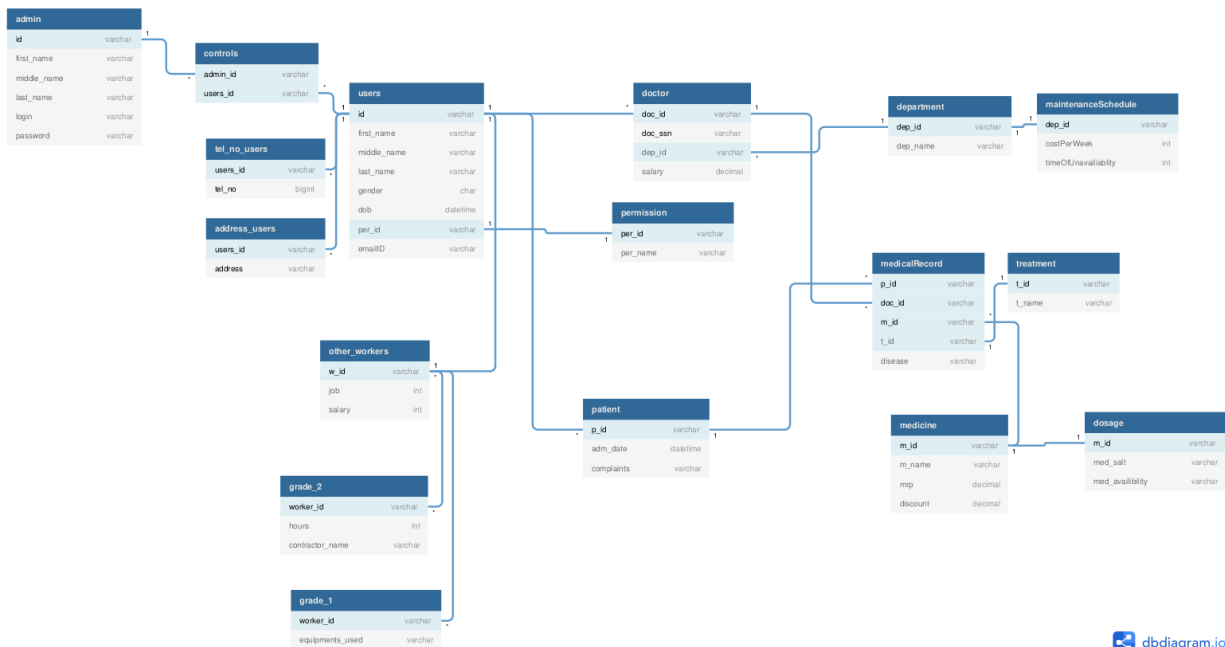 admin
id varchar
first_name varchar
middle_name varchar
last_name varchar
login varchar
password varchar
controls
admin_id varchar
users_id varchar
tel_no_users
users_id varchar
tel_no bigint
address_users
users_id varchar
address varchar
users
id varchar
first_name varchar
middle_name varchar
last_name varchar
gender char
dob datetime
per_id varchar
emailID varchar
doctor
doc_id varchar
doc_ssn varchar
dep_id varchar
salary decimal
department
dep_id varchar
dep_name varchar
maintenanceSchedule
dep_id varchar
costPerWeek int
timeOfUnavailiablity int
permission
per_id varchar
per_name varchar
medicalRecord
p_id varchar
doc_id varchar
m_id varchar
t_id varchar
disease varchar
treatment
t_id varchar
t_name varchar
other_workers
w_id varchar
job int
salary int
patient
p_id varchar
adm_date datetime
complaints varchar
medicine
m_id varchar
m_name varchar
mrp decimal
discount decimal
dosage
m_id varchar
med_salt varchar
med_availibility varchar
grade_2
worker_id varchar
hours int
contractor_name varchar
grade_1
worker_id varchar
equipments_used varchar
dbdiagram.io